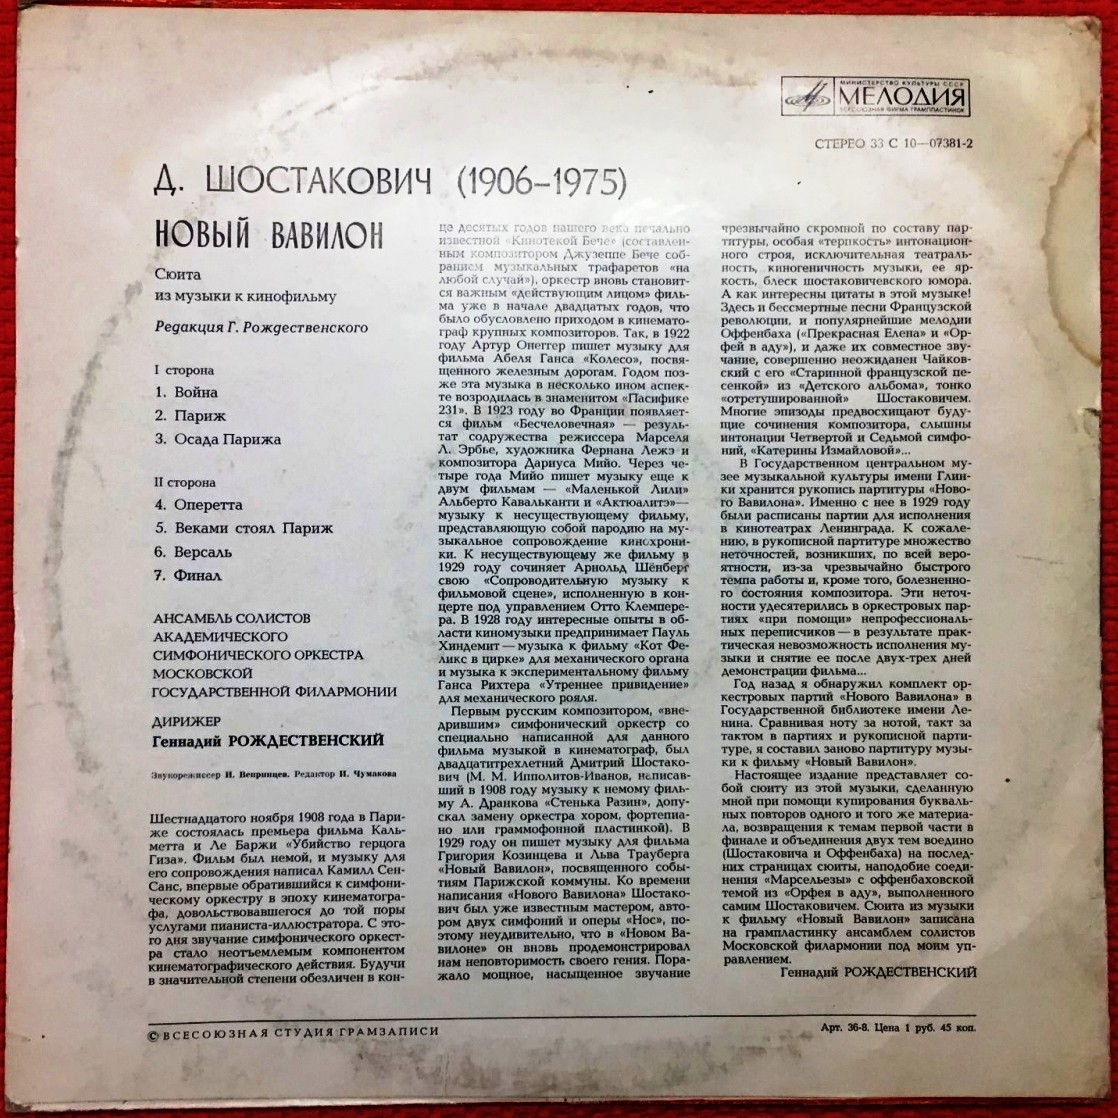 МИНИСТЕРСТВО КУЛЬТУРЫ СССР
МЕЛОДИЯ
ВСЕСОЮЗНАЯ ФИРМА ГРАМПЛАСТИНОК
СТЕРЕО 33 С 10—07381-2
Д. ШОСТАКОВИЧ (1906–1975)
НОВЫЙ ВАВИЛОН
Сюита
из музыки к кинофильму
Редакция Г. Рождественского
I сторона
1. Война
2. Париж
3. Осада Парижа
II сторона
4. Оперетта
5. Веками стоял Париж
6. Версаль
7. Финал
АНСАМБЛЬ СОЛИСТОВ
АКАДЕМИЧЕСКОГО
СИМФОНИЧЕСКОГО ОРКЕСТРА
МОСКОВСКОЙ
ГОСУДАРСТВЕННОЙ ФИЛАРМОНИИ
ДИРИЖЕР
Геннадий РОЖДЕСТВЕНСКИЙ
Звукорежиссер И. Вепринцев. Редактор И. Чумакова
Шестнадцатого ноября 1908 года в Пари-
же состоялась премьера фильма Каль-
метта и Ле Баржи «Убийство герцога
Гиза». Фильм был немой, и музыку для
его сопровождения написал Камилл Сен-
Санс, впервые обратившийся к симфони-
ческому оркестру в эпоху кинематогра-
фа, довольствовавшегося до той поры
услугами пианиста-иллюстратора. С это-
го дня звучание симфонического оркест-
ра стало неотъемлемым компонентом
кинематографического действия. Будучи
в значительной степени обезличен в кон-
це десятых годов нашего века печально
известной «Кинотекой Бече» (составлен-
ным композитором Джузеппе Бече соб-
ранием музыкальных трафаретов «на
любой случай»), оркестр вновь становит-
ся важным «действующим лицом» филь-
ма уже в начале двадцатых годов, что
было обусловлено приходом в кинемато-
граф крупных композиторов. Так, в 1922
году Артур Онеггер пишет музыку для
фильма Абеля Ганса «Колесо», посвя-
щенного железным дорогам. Годом поз-
же эта музыка в несколько ином аспек-
те возродилась в знаменитом «Пасифике
231». В 1923 году во Франции появляет-
ся фильм «Бесчеловечная» — резуль-
тат содружества режиссера Марселя
Л. Эрбье, художника Фернана Лежэ и
композитора Дариуса Мийо. Через че-
тыре года Мийо пишет музыку еще к
двум фильмам — «Маленькой Лили»
Альберто Кавальканти и «Актюалитэ»—
музыку к несуществующему фильму,
представляющую собой пародию на му-
зыкальное сопровождение кинохрони-
ки. К несуществующему же фильму в
1929 году сочиняет Арнольд Шёнберг
свою «Сопроводительную музыку к
фильмовой сцене», исполненную в кон-
церте под управлением Отто Клемпере-
ра. В 1928 году интересные опыты в об-
ласти киномузыки предпринимает Пауль
Хиндемит — музыка к фильму «Кот Фе-
ликс в цирке» для механического органа
и музыка к экспериментальному фильму
Ганса Рихтера «Утреннее привидение»
для механического рояля.
Первым русским композитором, «вне-
дрившим» симфонический оркестр со
специально написанной для данного
фильма музыкой в кинематограф, был
двадцатитрехлетний Дмитрий Шостако-
вич (М. М. Ипполитов-Иванов, написав-
ший в 1908 году музыку к немому филь-
му А. Дранкова «Стенька Разин», допу-
скал замену оркестра хором, фортепиа-
но или граммофонной пластинкой). В
1929 году он пишет музыку для фильма
Григория Козинцева и Льва Трауберга
«Новый Вавилон», посвященного собы-
тиям Парижской коммуны. Ко времени
написания «Нового Вавилона» Шостако-
вич был уже известным мастером, авто-
ром двух симфоний и оперы «Нос», по-
этому неудивительно, что в «Новом Ва-
вилоне» он вновь продемонстрировал
нам неповторимость своего гения. Пора-
жало мощное, насыщенное звучание
чрезвычайно скромной по составу пар-
титуры, особая «терпкость» интонацион-
ного строя, исключительная театраль-
ность, киногеничность музыки, ее яр-
кость, блеск шостаковичевского юмора.
А как интересны цитаты в этой музыке!
Здесь и бессмертные песни Французской
революции, и популярнейшие мелодии
Оффенбаха («Прекрасная Елена» и «Ор-
фей в аду»), и даже их совместное зву-
чание, совершенно неожиданен Чайков-
ский с его «Старинной французской пе-
сенкой» из «Детского альбома», тонко
«отретушированной» Шостаковичем.
Многие эпизоды предвосхищают буду-
щие сочинения композитора, слышны
интонации Четвертой и Седьмой симфо-
ний, «Катерины Измайловой»...
В Государственном центральном му-
зее музыкальной культуры имени Глин-
ки хранится рукопись партитуры «Ново-
го Вавилона». Именно с нее в 1929 году
были расписаны партии для исполнения
в кинотеатрах Ленинграда. К сожале-
нию, в рукописной партитуре множество
неточностей, возникших, по всей веро-
ятности, из-за чрезвычайно быстрого
темпа работы и, кроме того, болезненно-
го состояния композитора. Эти неточ-
ности удесятерились в оркестровых пар-
тиях «при помощи» непрофессиональ-
ных переписчиков — в результате прак-
тическая невозможность исполнения му-
зыки и снятие ее после двух-трех дней
демонстрации фильма...
Год назад я обнаружил комплект ор-
кестровых партий «Нового Вавилона» в
Государственной библиотеке имени Ле-
нина. Сравнивая ноту за нотой, такт за
тактом в партиях и рукописной парти-
туре, я составил заново партитуру музы-
ки к фильму «Новый Вавилон».
Настоящее издание представляет со-
бой сюиту из этой музыки, сделанную
мной при помощи купирования букваль-
ных повторов одного и того же материа-
ла, возвращения к темам первой части в
финале и объединения двух тем воедино
(Шостаковича и Оффенбаха) на послед-
них страницах сюиты, наподобие соеди-
нения «Марсельезы» с оффенбаховской
темой из «Орфея в аду», выполненного
самим Шостаковичем. Сюита из музыки
к фильму «Новый Вавилон» записана
на грампластинку ансамблем солистов
Московской филармонии под моим уп-
равлением.
Геннадий РОЖДЕСТВЕНСКИЙ
© ВСЕСОЮЗНАЯ СТУДИЯ ГРАМЗАПИСИ
Арт. 36-8. Цена 1 руб. 45 коп.